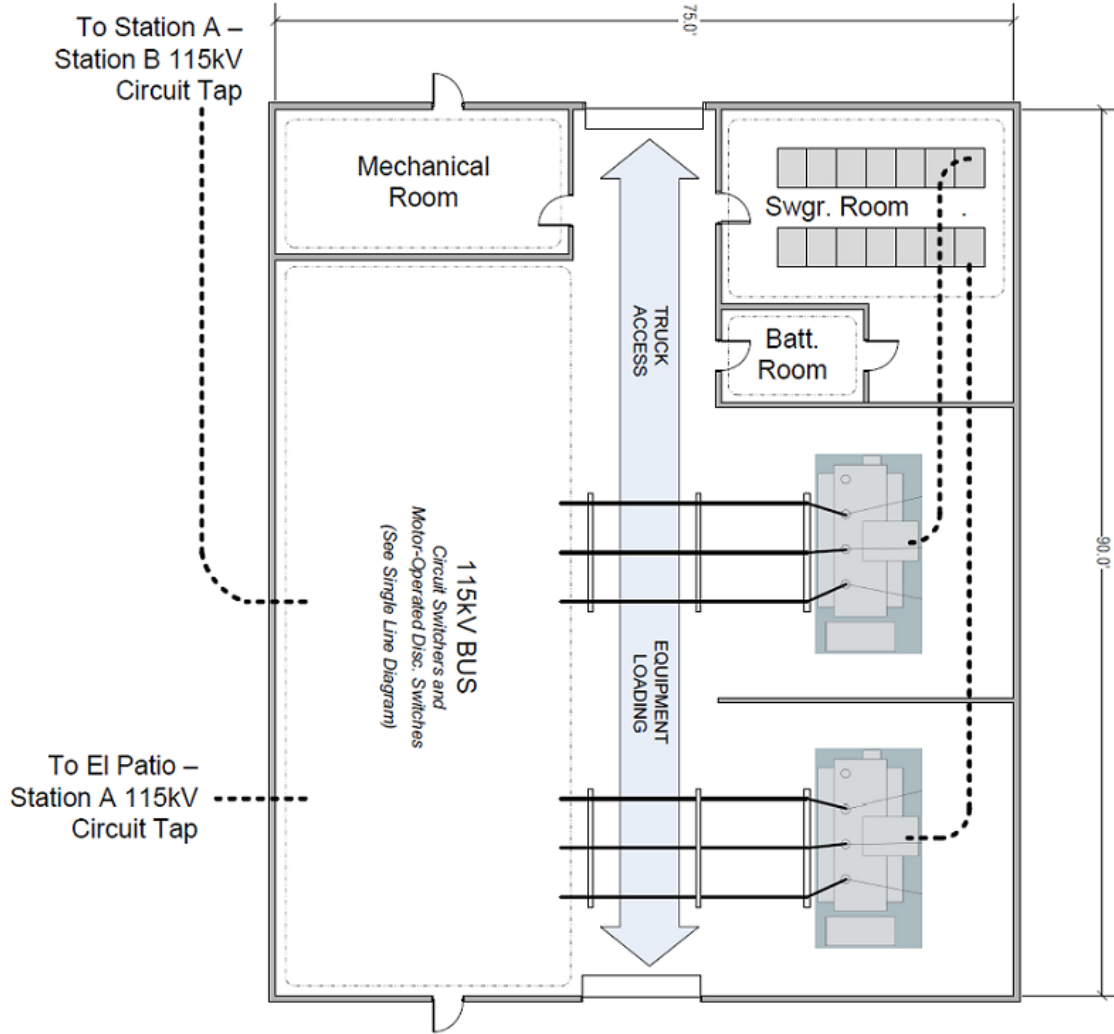 75.0'
To Station A –
Station B 115kV
Circuit Tap
Mechanical
Room
Swgr. Room .
TRUCK
ACCESS
Batt.
Room
90.0'
115kV BUS
Circuit Switchers and
Motor-Operated Disc. Switches
(See Single Line Diagram)
EQUIPMENT
LOADING
To El Patio –
Station A 115kV
Circuit Tap